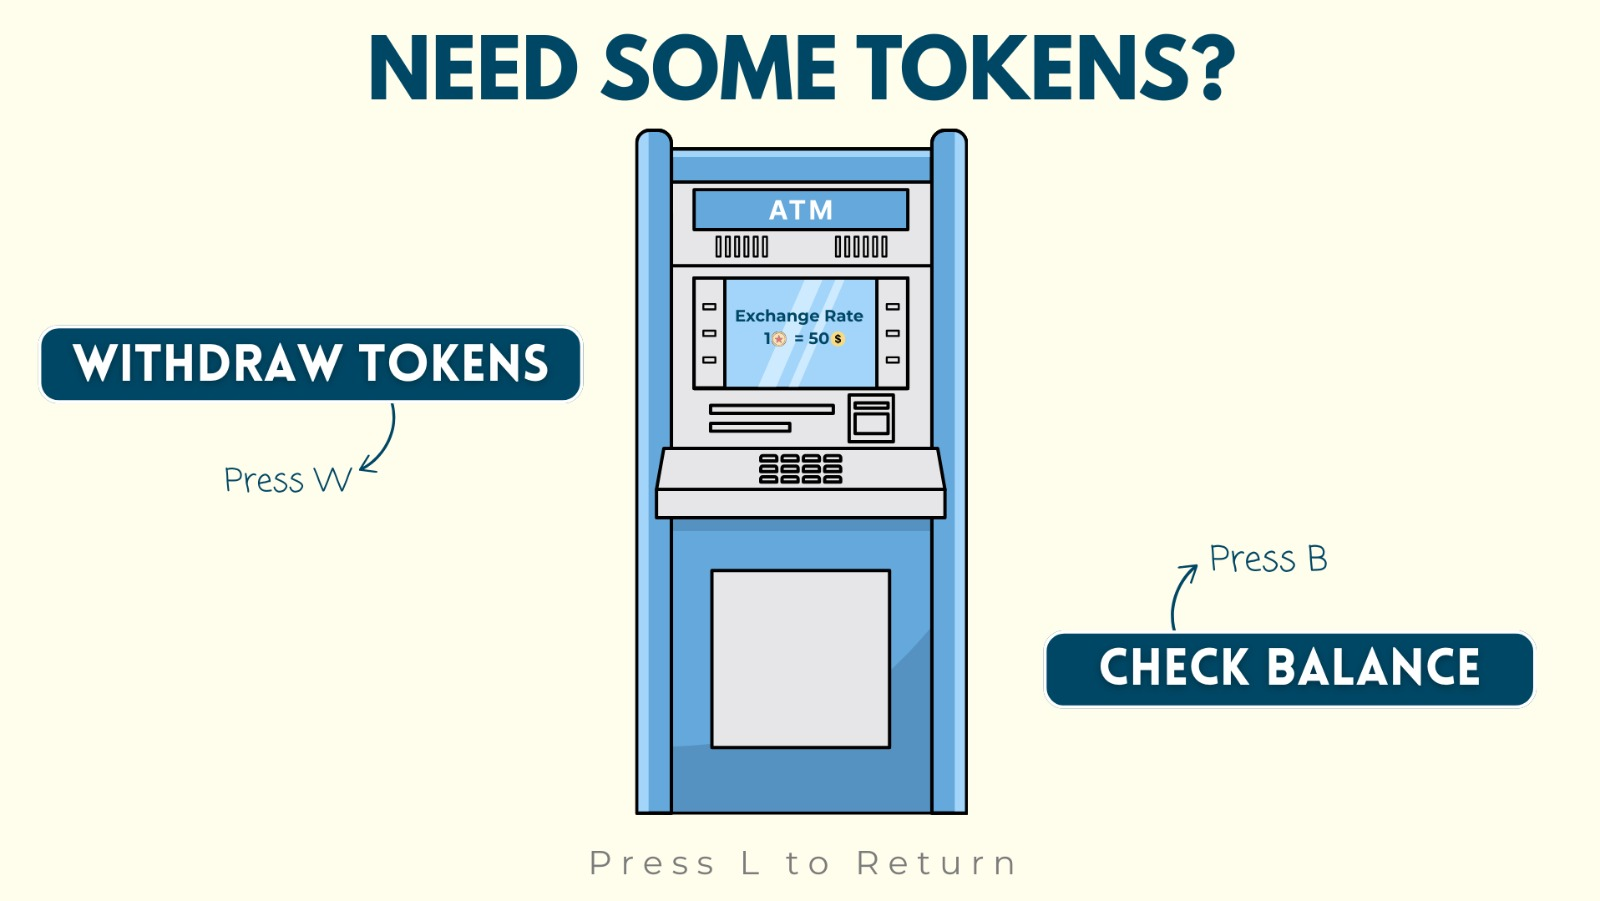 NEED SOME TOKENS?
ATM
Exchange Rate
1 = 50 $
WITHDRAW TOKENS
Press W
Press B
CHECK BALANCE
Press L to Return